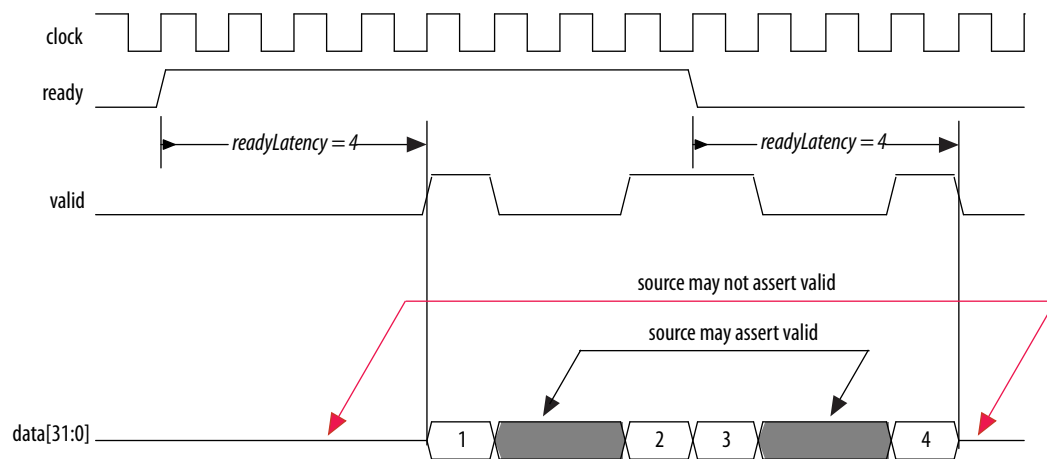 clock
ready
readyLatency = 4 readyLatency = 4
valid
source may not assert valid
source may assert valid
data[31:0] 1 2 3 4